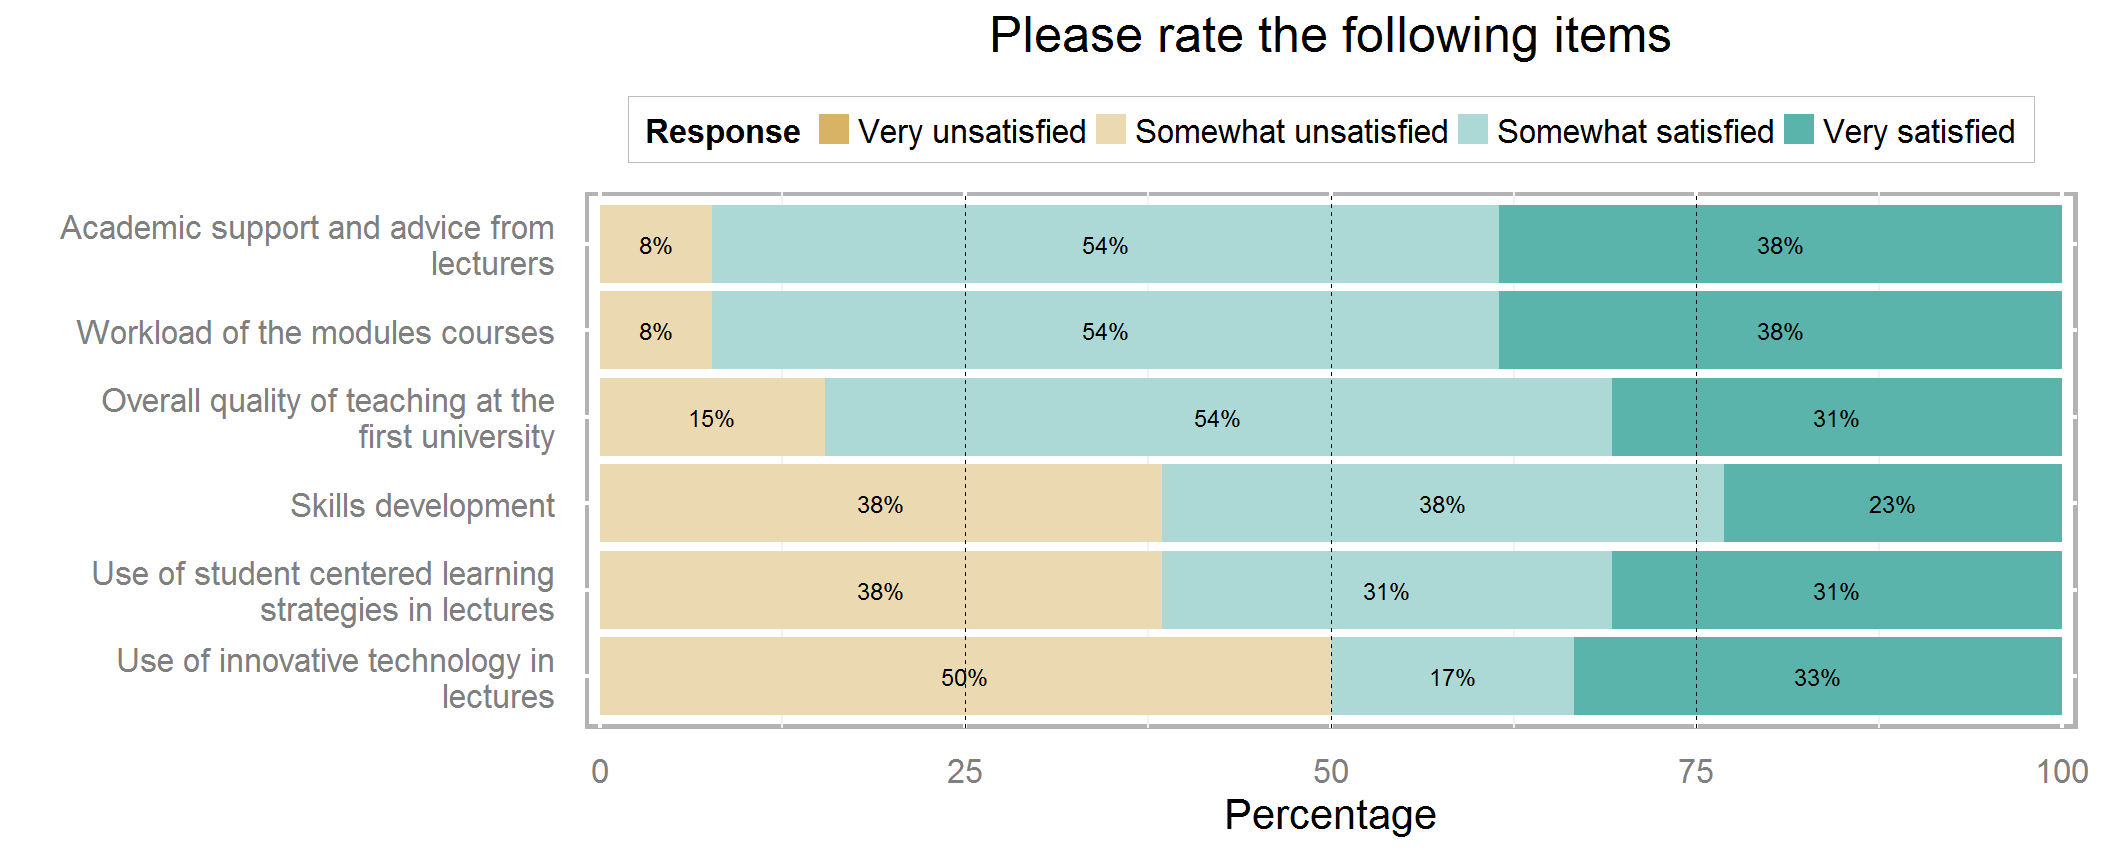 Please rate the following items
Response Very unsatisfied Somewhat unsatisfied Somewhat satisfied Very satisfied
Academic support and advice from
lecturers
8% 54% 38%
Workload of the modules courses
8% 54% 38%
Overall quality of teaching at the
first university
15% 54% 31%
Skills development
38% 38% 23%
Use of student centered learning
strategies in lectures
38% 31% 31%
Use of innovative technology in
lectures
50% 17% 33%
0 25 50 75 100
Percentage